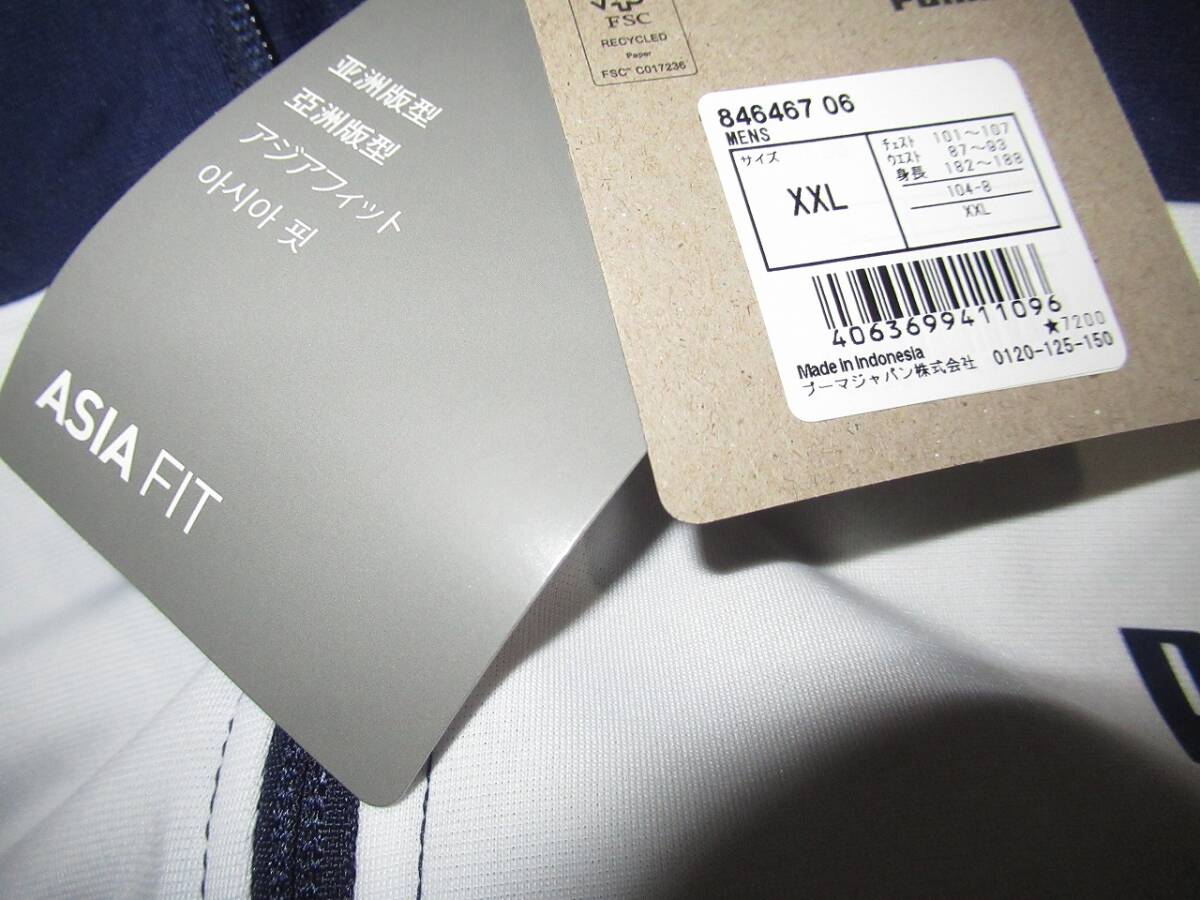 亚洲版型
亞洲版型
アジアフィット
아시아 핏
ASIA FIT
FSC
RECYCLED
Paper
FSC™ C017236
846467 06
MENS
サイズ
XXL
チェスト 101～107
ウエスト 87～93
身長 182～188
104-8
XXL
4063699411096
★7200
Made in Indonesia
プーマジャパン株式会社 0120-125-150